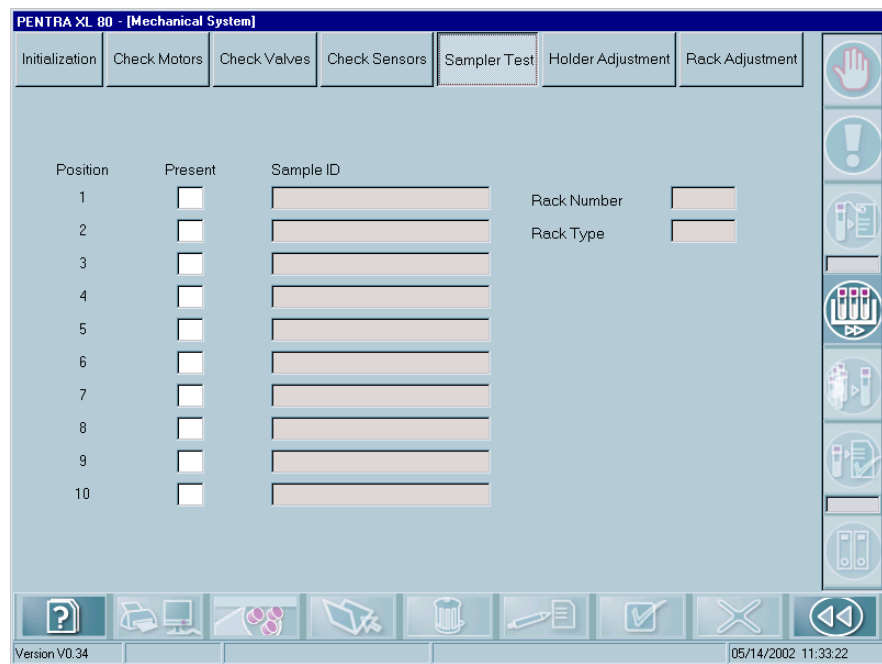 PENTRA XL 80 - [Mechanical System]
Initialization Check Motors Check Valves Check Sensors Sampler Test Holder Adjustment Rack Adjustment
Position Present Sample ID
1 Rack Number
2 Rack Type
3
4
5
6
7
8
9
10
?
Version V0.34 05/14/2002 11:33:22